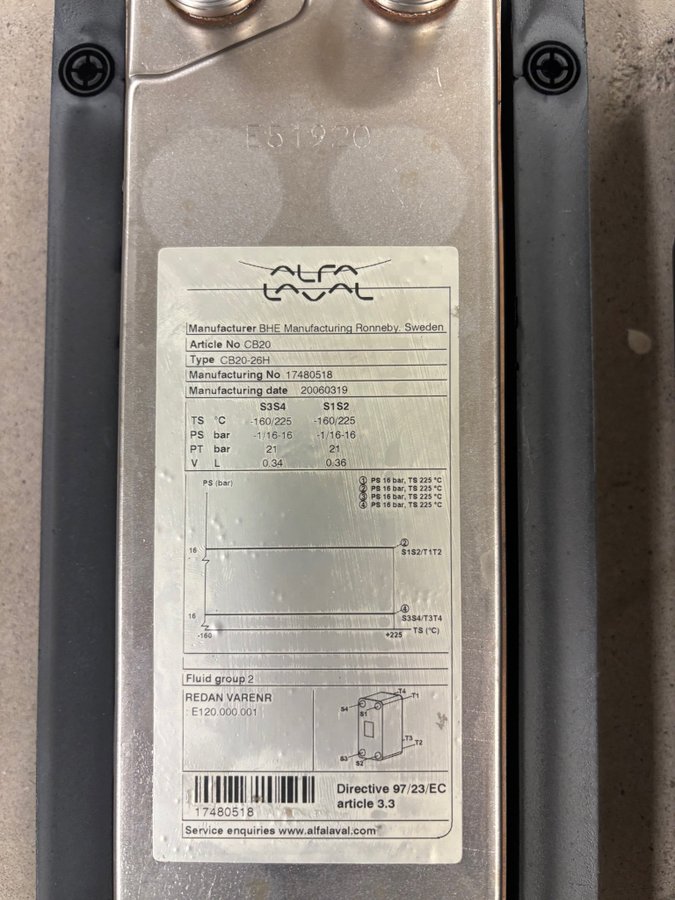 E51920
ALFA
LAVAL
Manufacturer BHE Manufacturing Ronneby. Sweden
Article No CB20
Type CB20-26H
Manufacturing No 17480518
Manufacturing date 20060319
S3S4 S1S2
TS °C -160/225 -160/225
PS bar -1/16-16 -1/16-16
PT bar 21 21
V L 0.34 0.36
PS (bar)
① PS 16 bar, TS 225 °C
② PS 16 bar, TS 225 °C
③ PS 16 bar, TS 225 °C
④ PS 16 bar, TS 225 °C
16 ② S1S2/T1T2
16 ④ S3S4/T3T4
-160 +225 TS (°C)
Fluid group 2
REDAN VARENR
: E120.000.001
T4
T1
S4
S1
T3
T2
S3
S2
17480518
Directive 97/23/EC
article 3.3
Service enquiries www.alfalaval.com